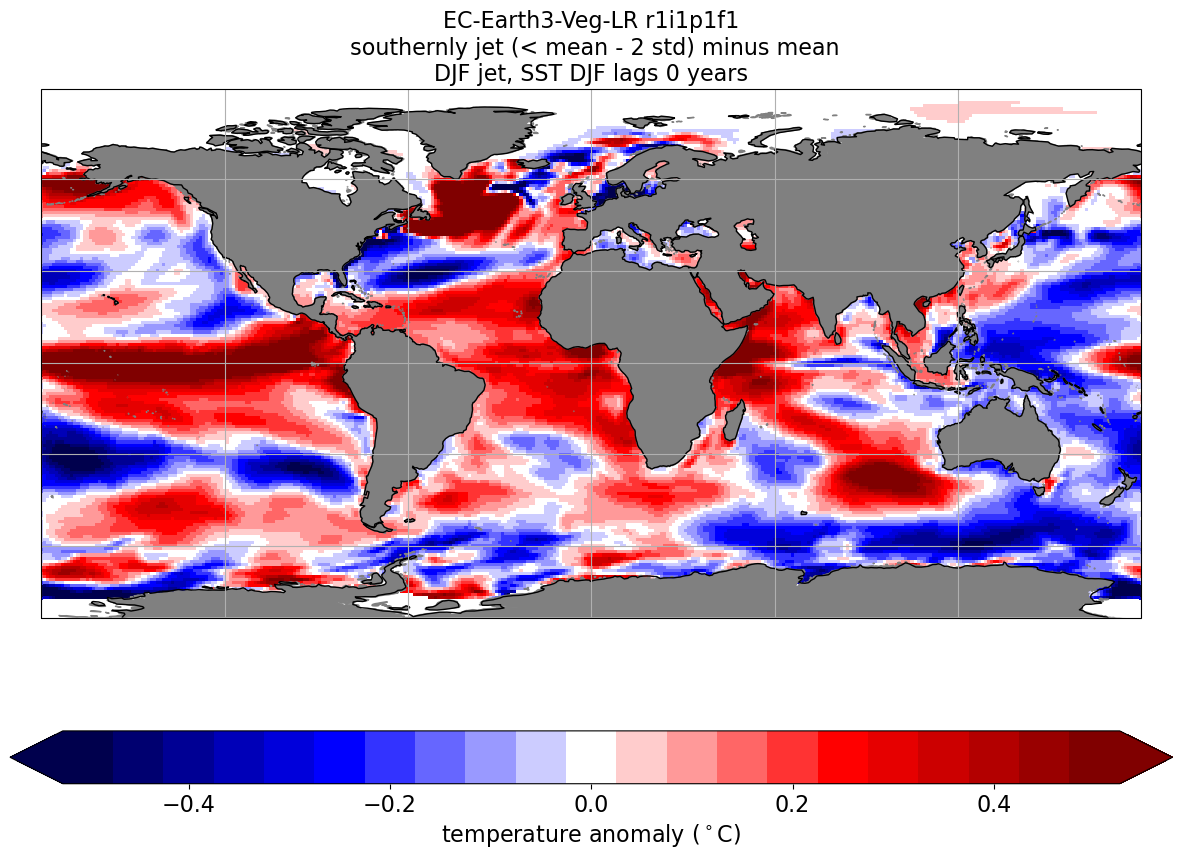 EC-Earth3-Veg-LR r1i1p1f1
southernly jet (< mean - 2 std) minus mean
DJF jet, SST DJF lags 0 years
−0.4 −0.2 0.0 0.2 0.4
temperature anomaly (°C)